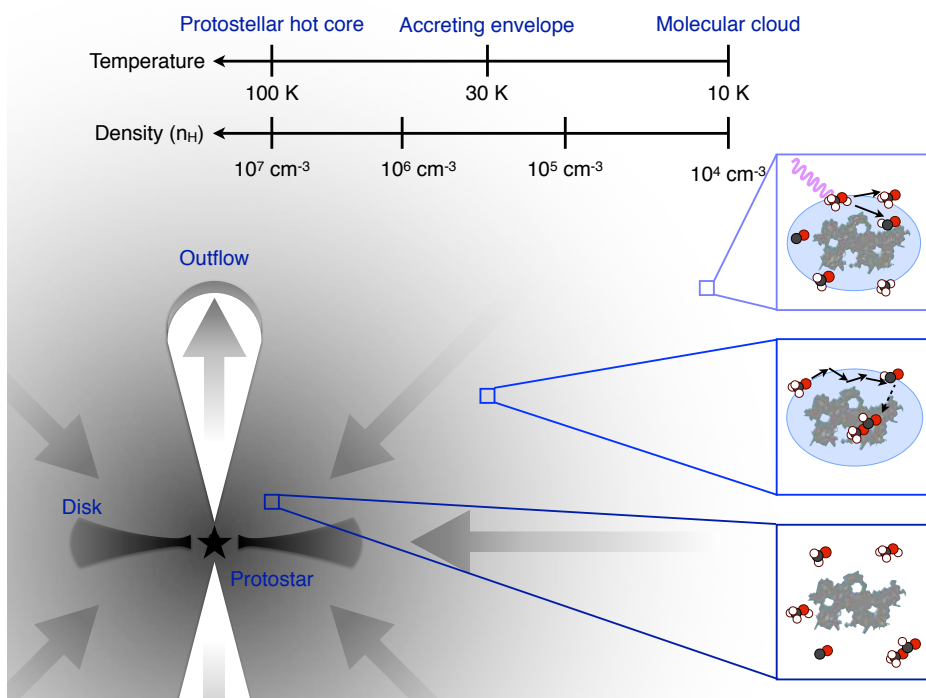 Protostellar hot core Accreting envelope Molecular cloud
Temperature
100 K 30 K 10 K
Density (nH)
10⁷ cm-³ 10⁶ cm-³ 10⁵ cm-³ 10⁴ cm-³
Outflow
Disk
Protostar